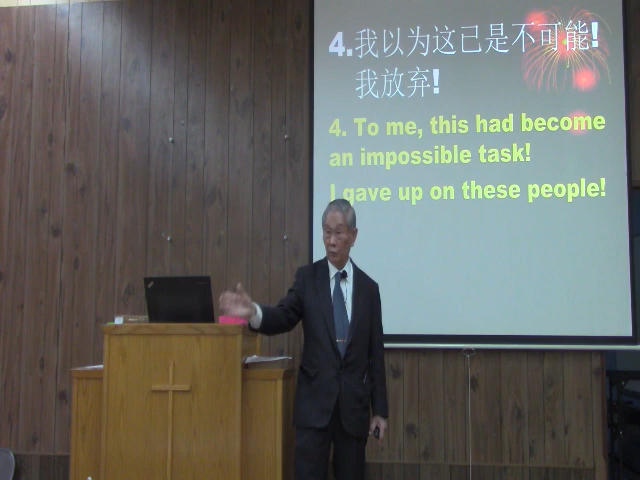 4.我以为这已是不可能!
我放弃!
4. To me, this had become
an impossible task!
I gave up on these people!